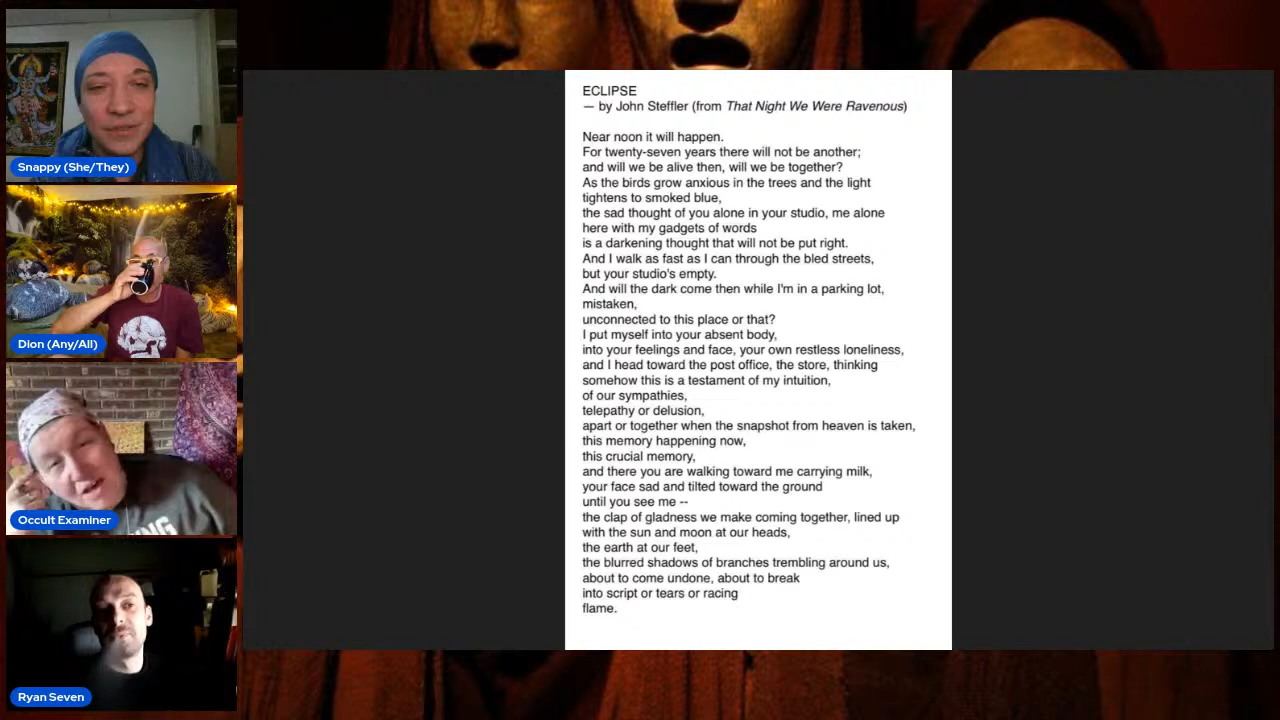 Snappy (She/They)
Dion (Any/All)
Occult Examiner
Ryan Seven
ECLIPSE
— by John Steffler (from That Night We Were Ravenous)
Near noon it will happen.
For twenty-seven years there will not be another;
and will we be alive then, will we be together?
As the birds grow anxious in the trees and the light
tightens to smoked blue,
the sad thought of you alone in your studio, me alone
here with my gadgets of words
is a darkening thought that will not be put right.
And I walk as fast as I can through the bled streets,
but your studio's empty.
And will the dark come then while I'm in a parking lot,
mistaken,
unconnected to this place or that?
I put myself into your absent body,
into your feelings and face, your own restless loneliness,
and I head toward the post office, the store, thinking
somehow this is a testament of my intuition,
of our sympathies,
telepathy or delusion,
apart or together when the snapshot from heaven is taken,
this memory happening now,
this crucial memory,
and there you are walking toward me carrying milk,
your face sad and tilted toward the ground
until you see me --
the clap of gladness we make coming together, lined up
with the sun and moon at our heads,
the earth at our feet,
the blurred shadows of branches trembling around us,
about to come undone, about to break
into script or tears or racing
flame.